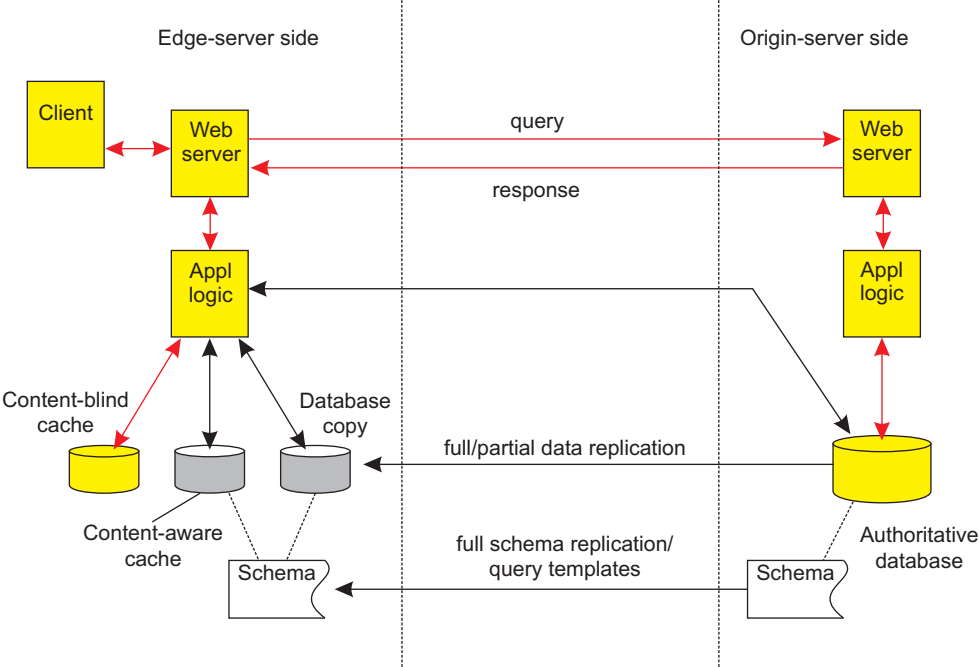 Edge-server side
Origin-server side
Client
Web
server
query
response
Web
server
Appl
logic
Appl
logic
Content-blind
cache
Database
copy
full/partial data replication
Content-aware
cache
Authoritative
database
full schema replication/
query templates
Schema
Schema